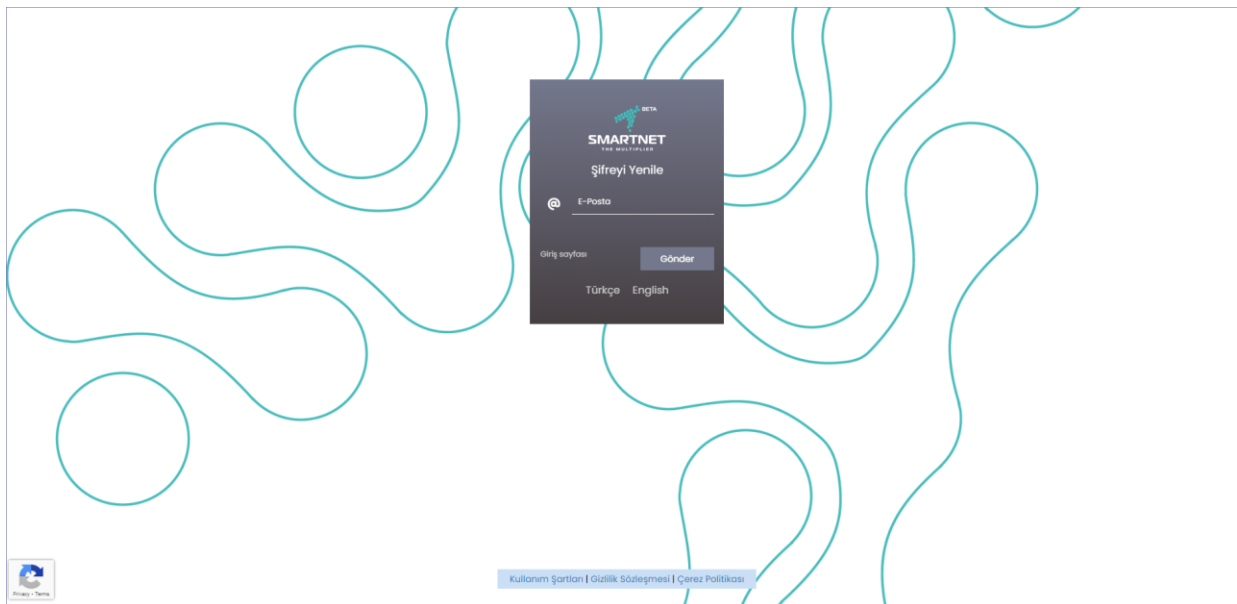 BETA
SMARTNET
THE MULTIPLIER
Şifreyi Yenile
@ E-Posta
Giriş sayfası Gönder
Türkçe English
Kullanım Şartları | Gizlilik Sözleşmesi | Çerez Politikası
Privacy - Terms